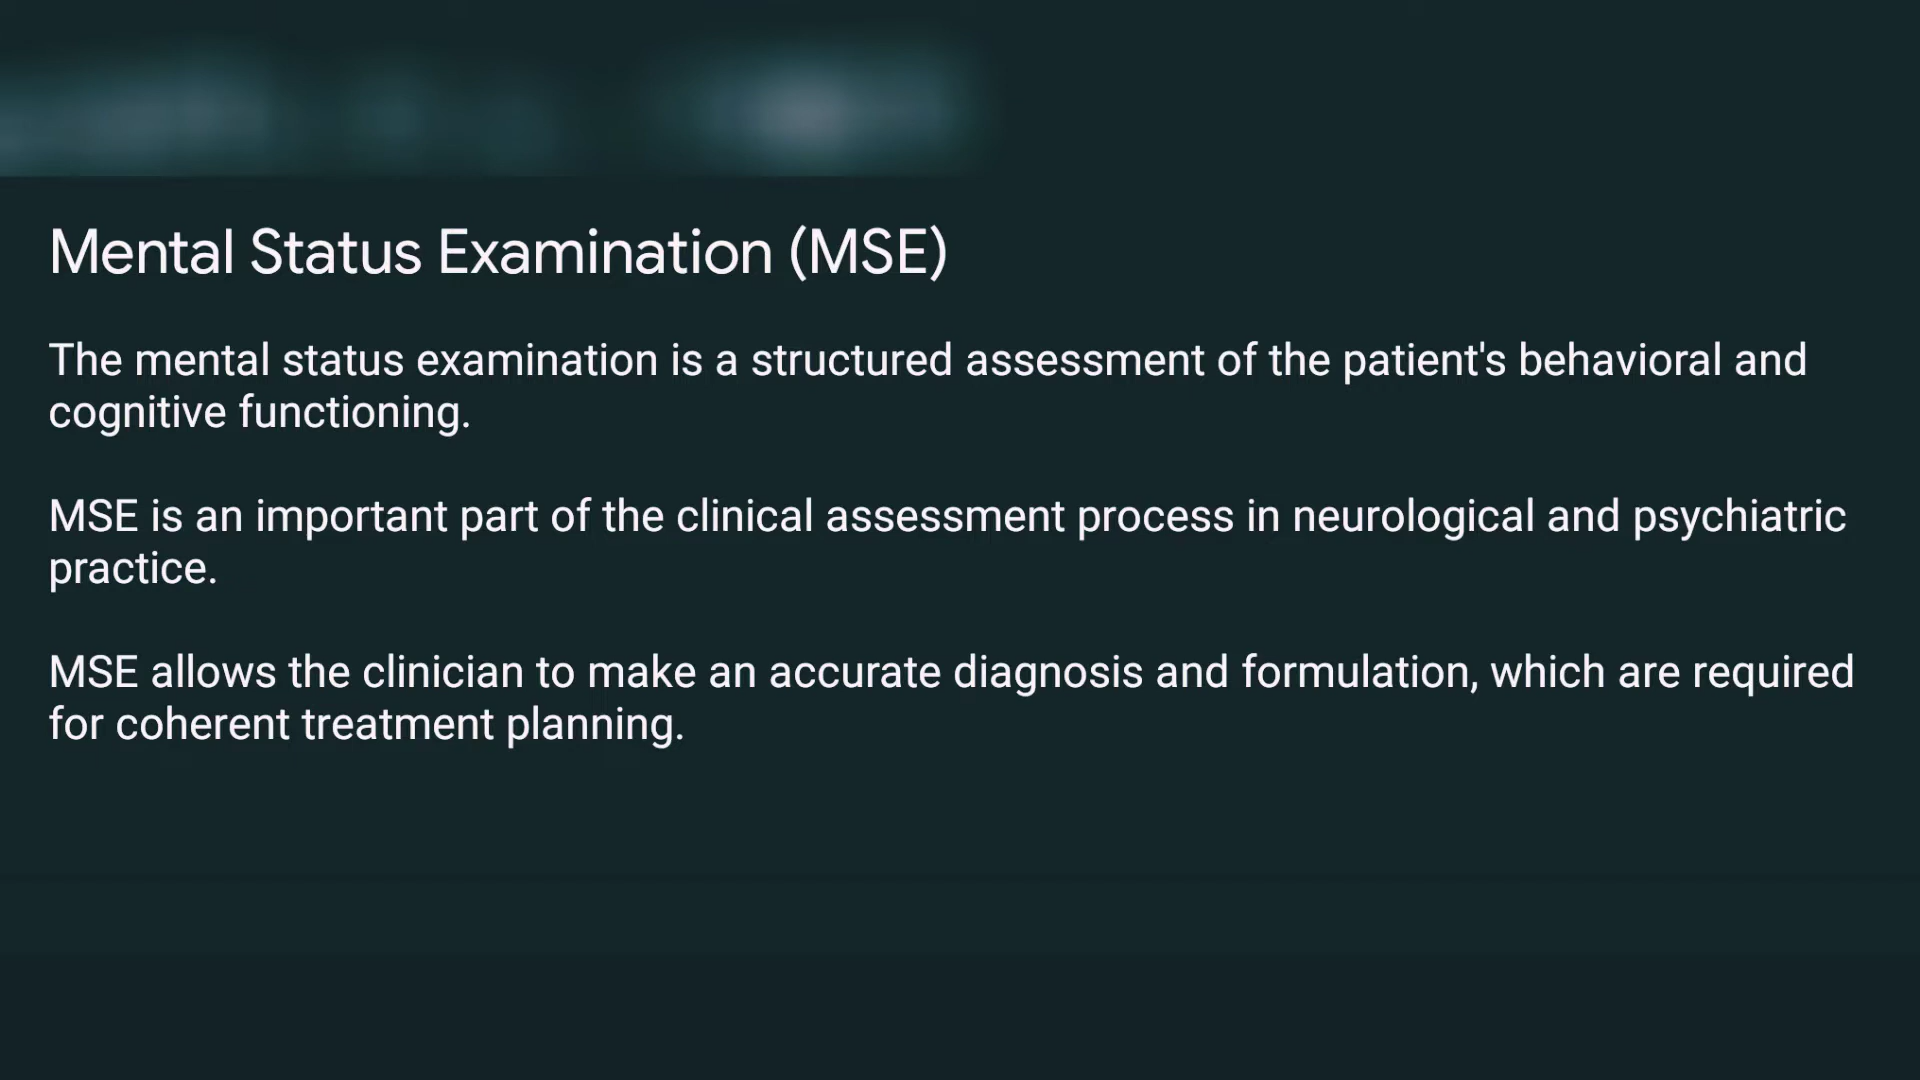 Mental Status Examination (MSE)
The mental status examination is a structured assessment of the patient's behavioral and
cognitive functioning.
MSE is an important part of the clinical assessment process in neurological and psychiatric
practice.
MSE allows the clinician to make an accurate diagnosis and formulation, which are required
for coherent treatment planning.